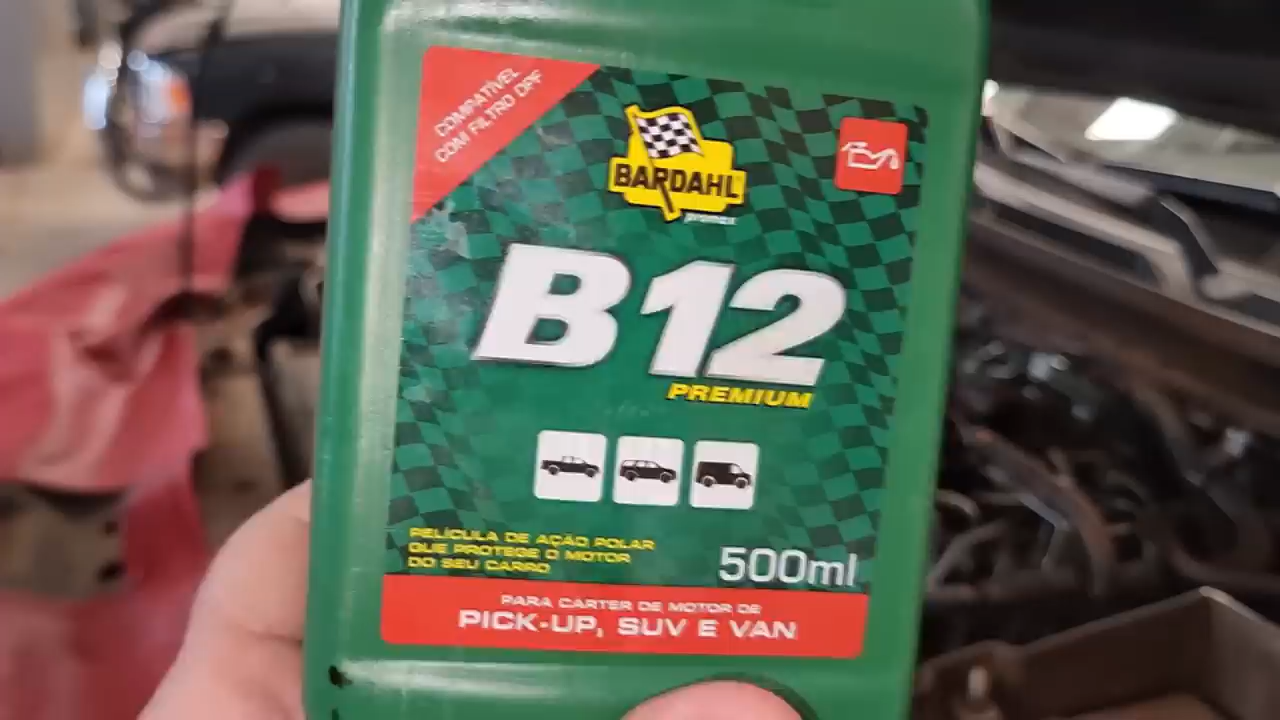 COMPATÍVEL
COM FILTRO DPF
BARDAHL
promax
B12
PREMIUM
PELÍCULA DE AÇÃO POLAR
QUE PROTEGE O MOTOR
DO SEU CARRO
500ml
PARA CARTER DE MOTOR DE
PICK-UP, SUV E VAN